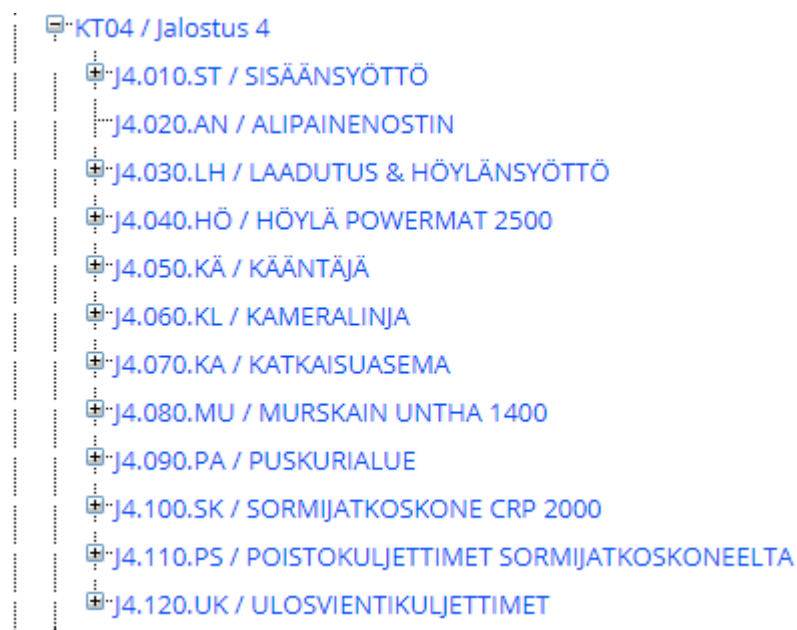 KT04 / Jalostus 4
J4.010.ST / SISÄÄNSYÖTTÖ
J4.020.AN / ALIPAINENOSTIN
J4.030.LH / LAADUTUS & HÖYLÄNSYÖTTÖ
J4.040.HÖ / HÖYLÄ POWERMAT 2500
J4.050.KÄ / KÄÄNTÄJÄ
J4.060.KL / KAMERALINJA
J4.070.KA / KATKAISUASEMA
J4.080.MU / MURSKAIN UNTHA 1400
J4.090.PA / PUSKURIALUE
J4.100.SK / SORMIJATKOSKONE CRP 2000
J4.110.PS / POISTOKULJETTIMET SORMIJATKOSKONEELTA
J4.120.UK / ULOSVIENTIKULJETTIMET